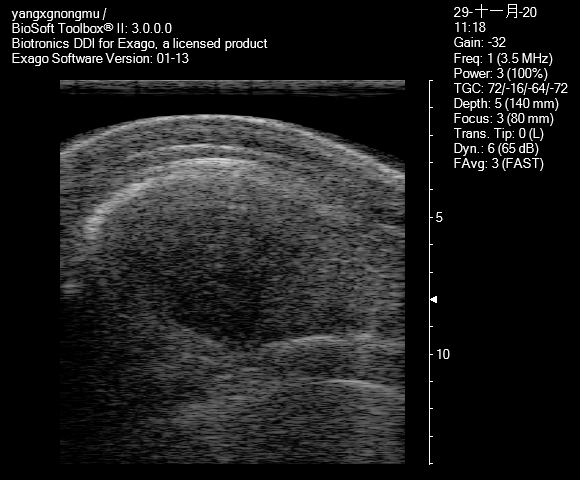 yangxgnongmu /
BioSoft Toolbox® II: 3.0.0.0
Biotronics DDI for Exago, a licensed product
Exago Software Version: 01-13
29-十一月-20
11:18
Gain: -32
Freq: 1 (3.5 MHz)
Power: 3 (100%)
TGC: 72/-16/-64/-72
Depth: 5 (140 mm)
Focus: 3 (80 mm)
Trans. Tip: 0 (L)
Dyn.: 6 (65 dB)
FAvg: 3 (FAST)
5
10